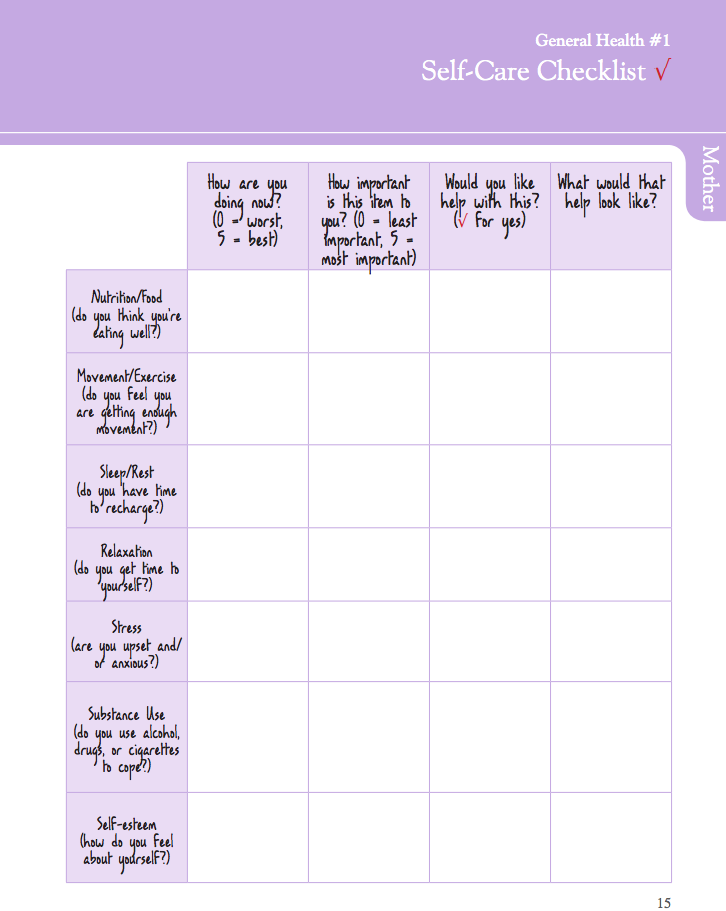 General Health #1
Self-Care Checklist √
Mother
How are you
doing now?
(0 = worst,
5 = best)
How important
is this item to
you? (0 = least
important, 5 =
most important)
Would you like
help with this?
(√ for yes)
What would that
help look like?
Nutrition/Food
(do you think you're
eating well?)
Movement/Exercise
(do you feel you
are getting enough
movement?)
Sleep/Rest
(do you have time
to recharge?)
Relaxation
(do you get time to
yourself?)
Stress
(are you upset and/
or anxious?)
Substance Use
(do you use alcohol,
drugs, or cigarettes
to cope?)
Self-esteem
(how do you feel
about yourself?)
15